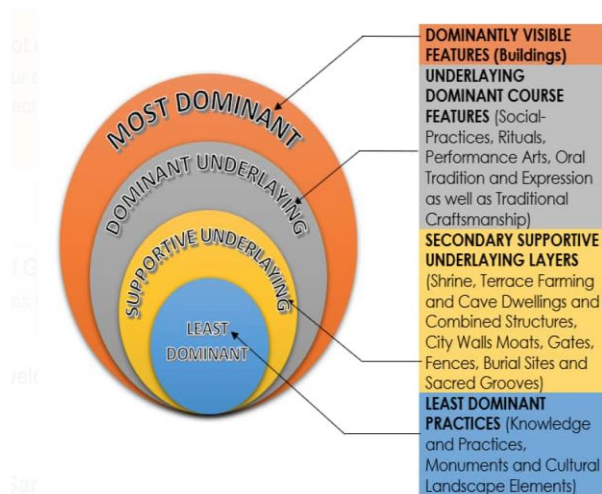 MOST DOMINANT
DOMINANT UNDERLAYING
SUPPORTIVE UNDERLAYING
LEAST
DOMINANT
DOMINANTLY VISIBLE
FEATURES (Buildings)
UNDERLAYING
DOMINANT COURSE
FEATURES (Social-
Practices, Rituals,
Performance Arts, Oral
Tradition and Expression
as well as Traditional
Craftsmanship)
SECONDARY SUPPORTIVE
UNDERLAYING LAYERS
(Shrine, Terrace Farming
and Cave Dwellings and
Combined Structures,
City Walls Moats, Gates,
Fences, Burial Sites and
Sacred Grooves)
LEAST DOMINANT
PRACTICES (Knowledge
and Practices,
Monuments and Cultural
Landscape Elements)